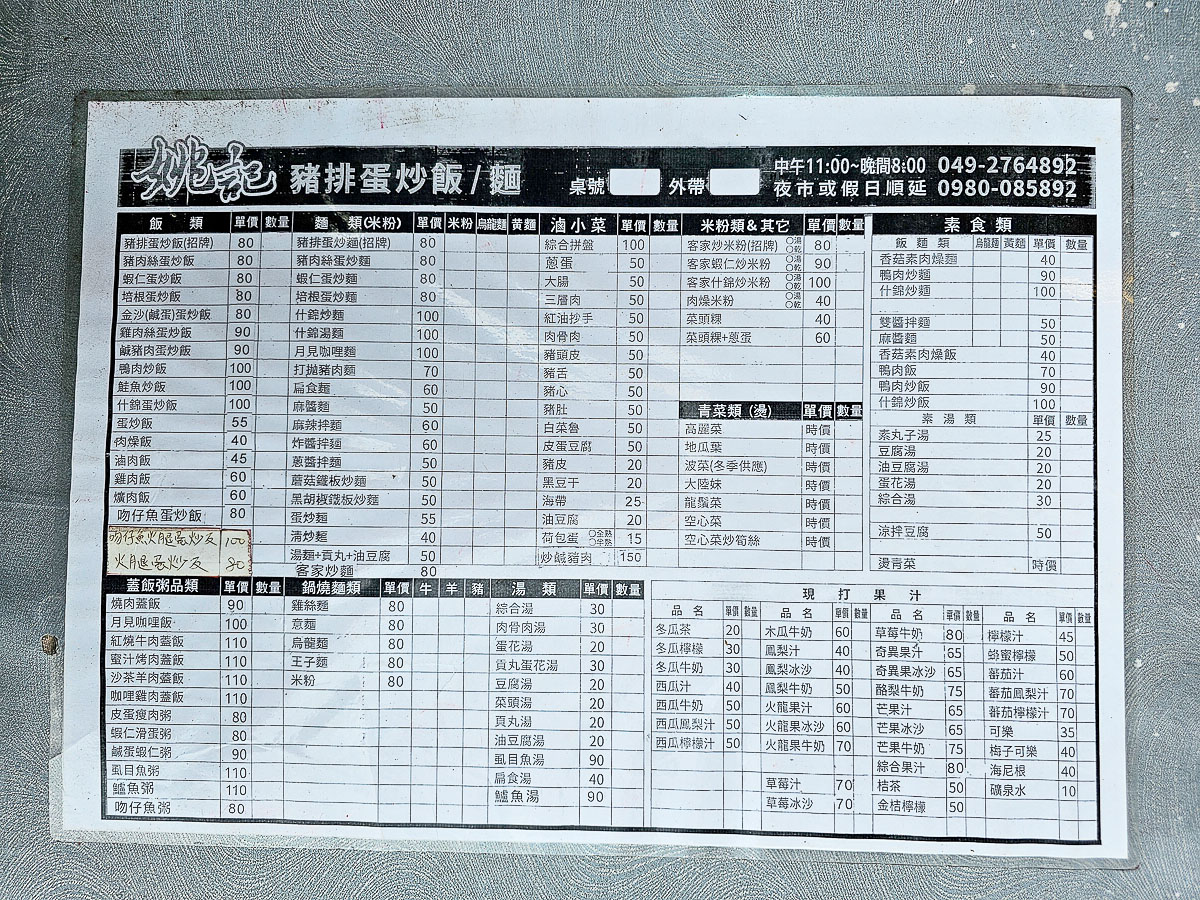 姚記 豬排蛋炒飯/麵 桌號 外帶 中午11:00~晚間8:00 049-2764892
夜市或假日順延 0980-085892
飯 類 單價 數量
豬排蛋炒飯(招牌) 80
豬肉絲蛋炒飯 80
蝦仁蛋炒飯 80
培根蛋炒飯 80
金沙(鹹蛋)蛋炒飯 80
雞肉絲蛋炒飯 90
鹹豬肉蛋炒飯 90
鴨肉炒飯 100
鮭魚炒飯 100
什錦蛋炒飯 100
蛋炒飯 55
肉燥飯 40
滷肉飯 45
雞肉飯 60
爌肉飯 60
吻仔魚蛋炒飯 80
吻仔魚火腿蛋炒飯 100
火腿蛋炒飯 80
麵 類(米粉) 單價 米粉 烏龍麵 黃麵
豬排蛋炒麵(招牌) 80
豬肉絲蛋炒麵 80
蝦仁蛋炒麵 80
培根蛋炒麵 80
什錦炒麵 100
什錦湯麵 100
月見咖哩麵 100
打拋豬肉麵 70
扁食麵 60
麻醬麵 50
麻辣拌麵 60
炸醬拌麵 60
蔥醬拌麵 50
蘑菇鐵板炒麵 50
黑胡椒鐵板炒麵 50
蛋炒麵 55
清炒麵 40
湯麵+貢丸+油豆腐 50
客家炒麵 80
滷小菜 單價 數量
綜合拼盤 100
蔥蛋 50
大腸 50
三層肉 50
紅油抄手 50
肉骨肉 50
豬頭皮 50
豬舌 50
豬心 50
豬肚 50
白菜魯 50
皮蛋豆腐 50
豬皮 20
黑豆干 20
海帶 25
油豆腐 20
荷包蛋 ○全熟 ○半熟 15
炒鹹豬肉 150
米粉類&其它 單價 數量
客家炒米粉(招牌) ○湯 ○乾 80
客家蝦仁炒米粉 ○湯 ○乾 90
客家什錦炒米粉 ○湯 ○乾 100
肉燥米粉 ○湯 ○乾 40
菜頭粿 40
菜頭粿+蔥蛋 60
青菜類 (燙) 單價 數量
高麗菜 時價
地瓜葉 時價
波菜(冬季供應) 時價
大陸妹 時價
龍鬚菜 時價
空心菜 時價
空心菜炒筍絲 時價
素 食 類
飯 麵 類 烏龍麵 黃麵 單價 數量
香菇素肉燥麵 40
鴨肉炒麵 90
什錦炒麵 100
雙醬拌麵 50
麻醬麵 50
香菇素肉燥飯 40
鴨肉飯 70
鴨肉炒飯 90
什錦炒飯 100
素 湯 類 單價 數量
素丸子湯 25
豆腐湯 20
油豆腐湯 20
蛋花湯 20
綜合湯 30
涼拌豆腐 50
燙青菜 時價
蓋飯粥品類 單價 數量
燒肉蓋飯 90
月見咖哩飯 100
紅燒牛肉蓋飯 110
蜜汁烤肉蓋飯 110
沙茶羊肉蓋飯 110
咖哩雞肉蓋飯 110
皮蛋瘦肉粥 80
蝦仁滑蛋粥 80
鹹蛋蝦仁粥 90
虱目魚粥 110
鱸魚粥 110
吻仔魚粥 80
鍋燒麵類 單價 牛 羊 豬
雞絲麵 80
意麵 80
烏龍麵 80
王子麵 80
米粉 80
湯 類 單價 數量
綜合湯 30
肉骨肉湯 30
蛋花湯 20
貢丸蛋花湯 30
豆腐湯 20
菜頭湯 20
貢丸湯 20
油豆腐湯 20
虱目魚湯 90
扁食湯 40
鱸魚湯 90
現 打 果 汁
品 名 單價 數量 品 名 單價 數量 品 名 單價 數量 品 名 單價 數量
冬瓜茶 20
冬瓜檸檬 30
冬瓜牛奶 30
西瓜汁 40
西瓜牛奶 50
西瓜鳳梨汁 50
西瓜檸檬汁 50
木瓜牛奶 60
鳳梨汁 40
鳳梨冰沙 40
鳳梨牛奶 50
火龍果汁 60
火龍果冰沙 60
火龍果牛奶 70
草莓汁 70
草莓冰沙 70
草莓牛奶 80
奇異果汁 65
奇異果冰沙 65
酪梨牛奶 75
芒果汁 65
芒果冰沙 65
芒果牛奶 75
綜合果汁 80
桔茶 50
金桔檸檬 50
檸檬汁 45
蜂蜜檸檬 50
蕃茄汁 60
蕃茄鳳梨汁 70
蕃茄檸檬汁 70
可樂 35
梅子可樂 40
海尼根 40
礦泉水 10